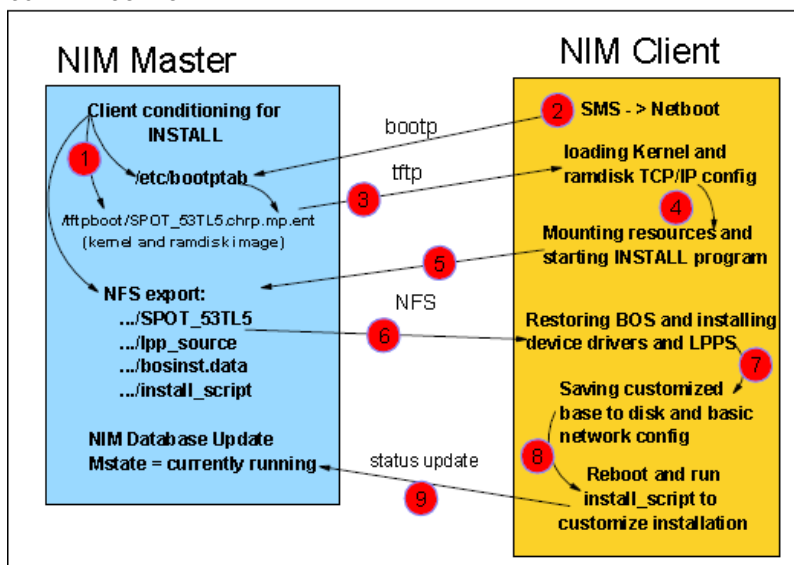 NIM Master
NIM Client
Client conditioning for
INSTALL
1
/etc/bootptab
/tftpboot/SPOT_53TL5.chrp.mp.ent
(kernel and ramdisk image)
NFS export:
.../SPOT_53TL5
.../lpp_source
.../bosinst.data
.../install_script
NIM Database Update
Mstate = currently running
bootp
tftp
3
5
NFS
6
status update
9
2
SMS -> Netboot
loading Kernel and
ramdisk TCP/IP config
4
Mounting resources and
starting INSTALL program
Restoring BOS and installing
device drivers and LPPS
7
Saving customized
base to disk and basic
network config
8
Reboot and run
install_script to
customize installation